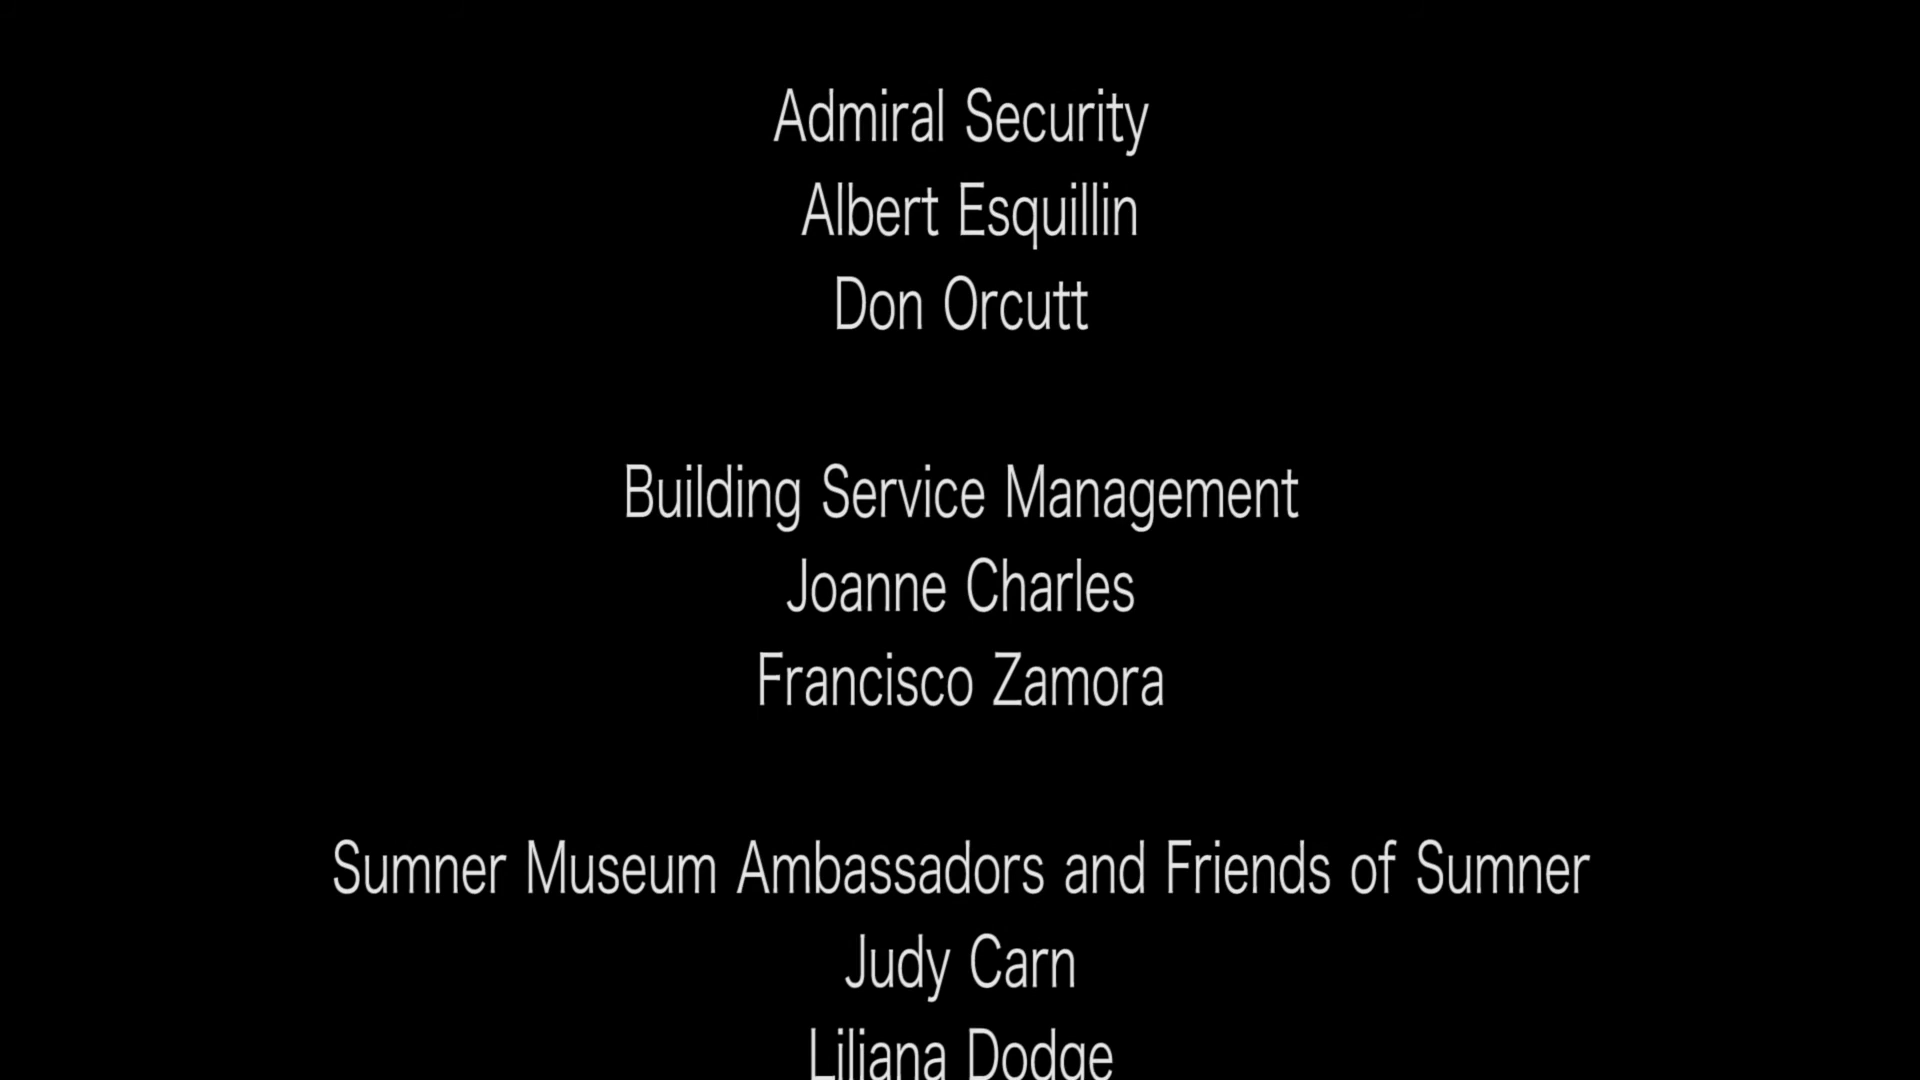 Admiral Security
Albert Esquillin
Don Orcutt
Building Service Management
Joanne Charles
Francisco Zamora
Sumner Museum Ambassadors and Friends of Sumner
Judy Carn
Liliana Dodge